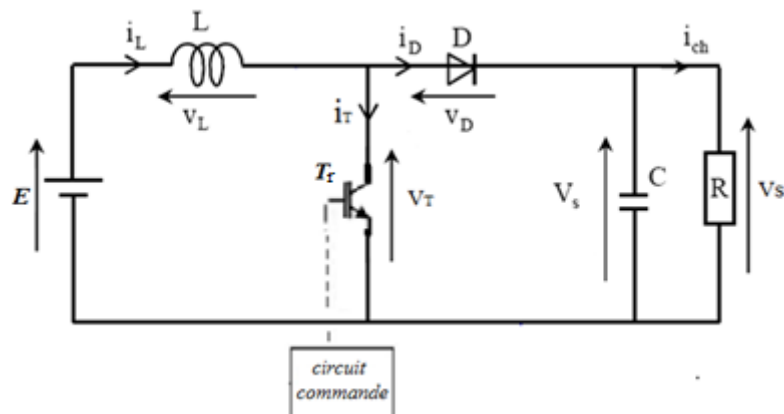 i_L
L
i_D
D
i_ch
v_L
i_T
v_D
E
T_r
v_T
V_s
C
R
Vs
circuit
commande